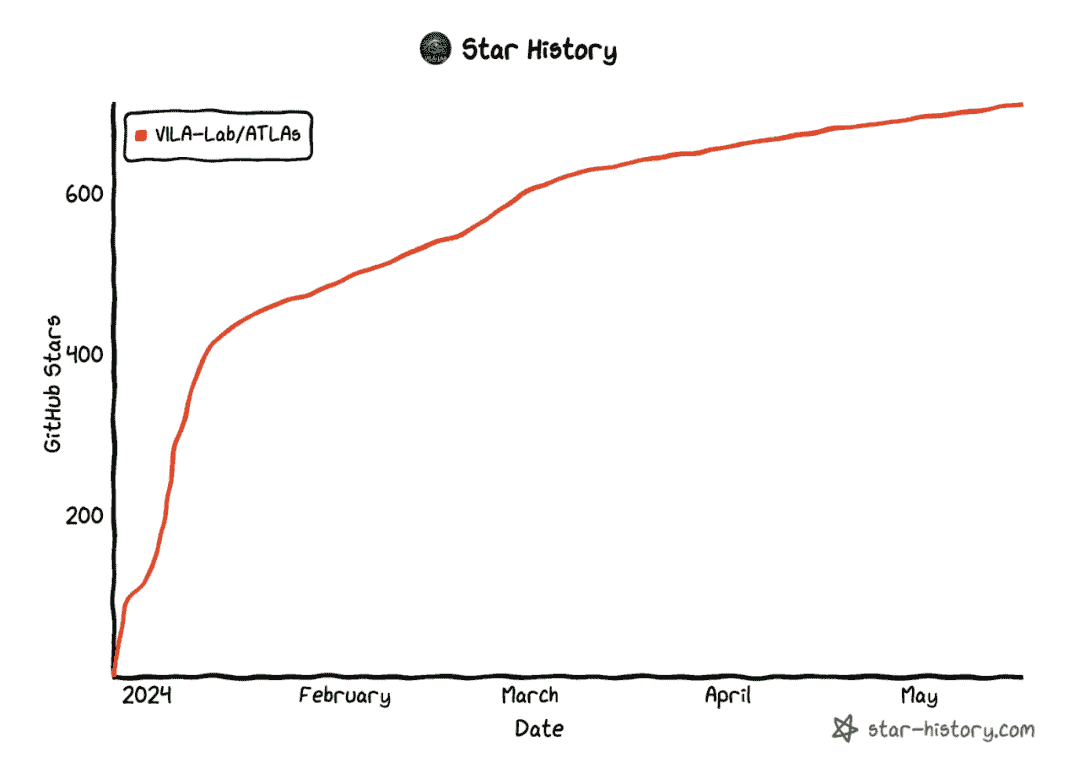 Star History
VILA-Lab/ATLAS
600
400
200
GitHub Stars
2024 February March April May
Date
star-history.com